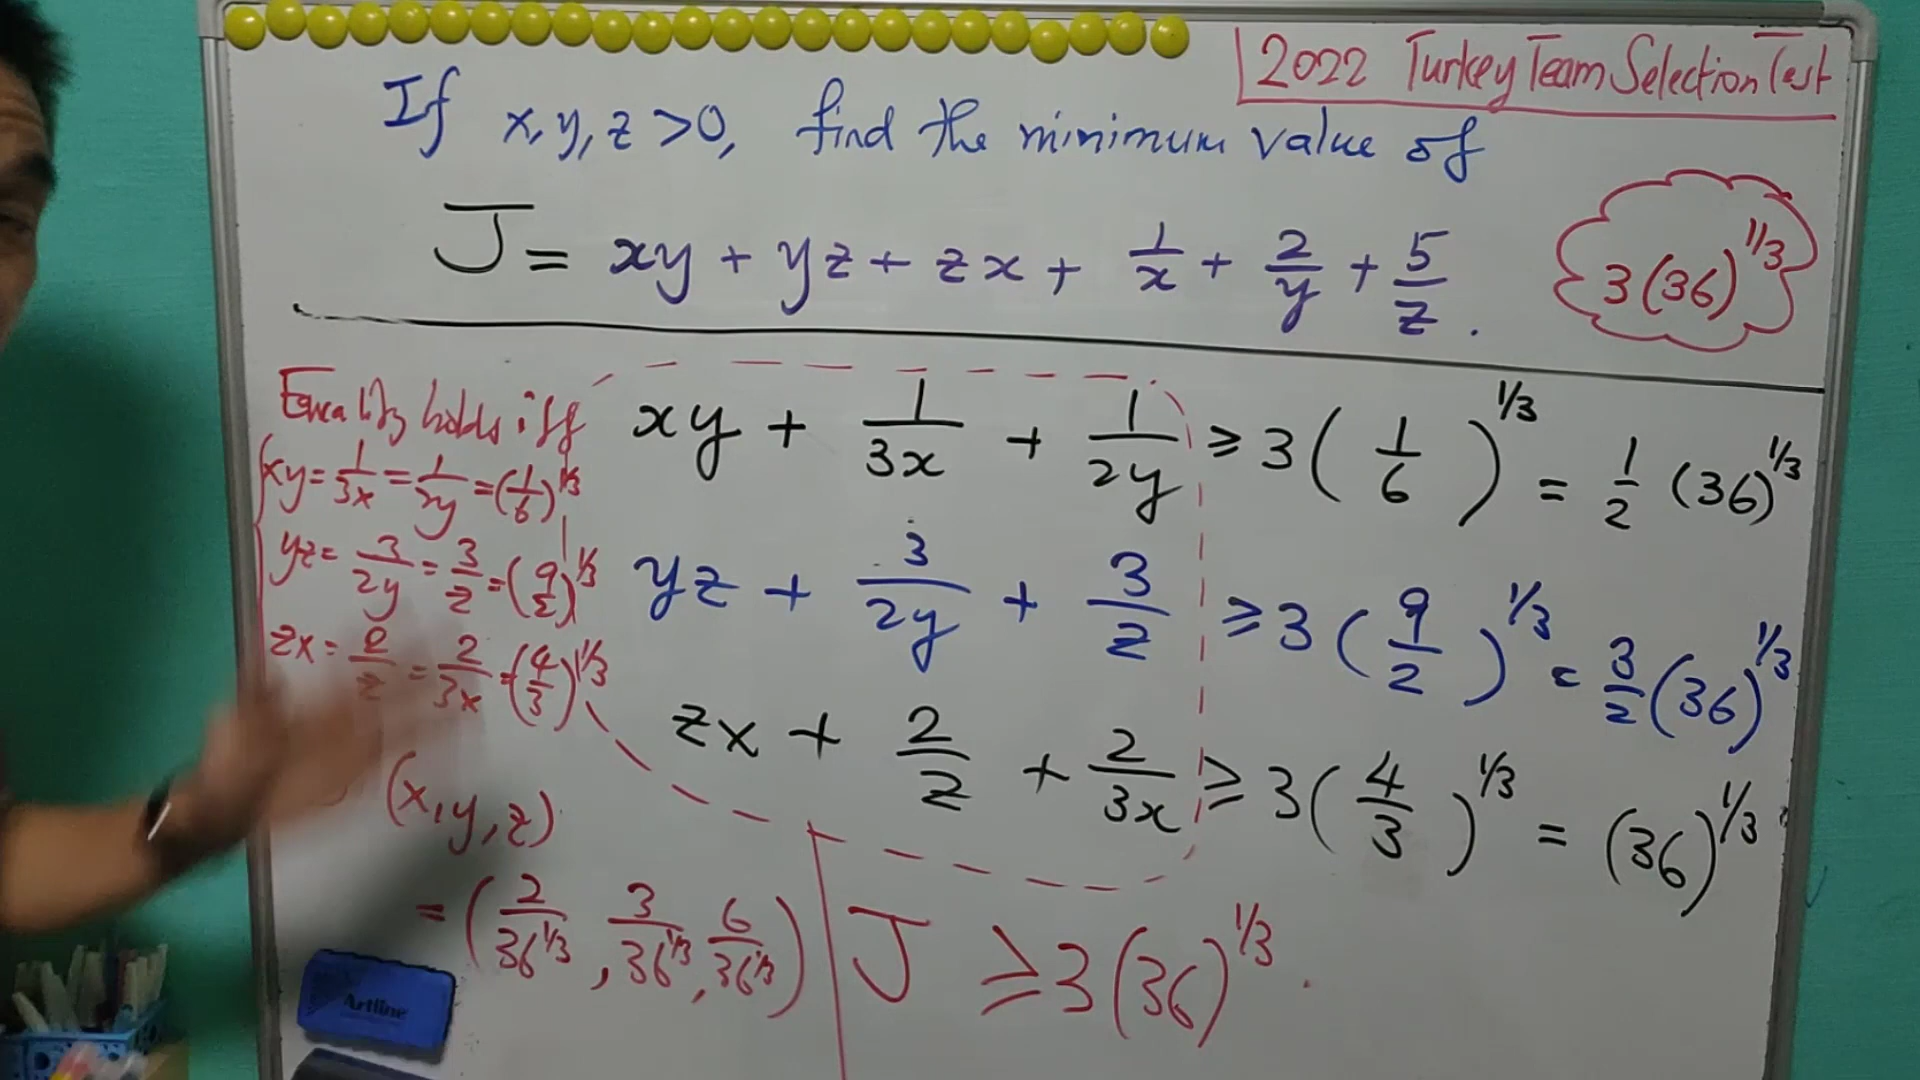 2022 Turkey Team Selection Test
If x, y, z >0, find the minimum value of
J = xy + yz + zx + 1/x + 2/y + 5/z .
3(36)^1/3
Equality holds iff
xy = 1/3x = 1/2y = (1/6)^1/3
yz = 3/2y = 3/z = (9/2)^1/3
zx = 2/z = 2/3x = (4/3)^1/3
(x, y, z)
= (2/36^1/3, 3/36^1/3, 6/36^1/3)
xy + 1/3x + 1/2y ≥ 3(1/6)^1/3 = 1/2 (36)^1/3
yz + 3/2y + 3/z ≥ 3(9/2)^1/3 = 3/2 (36)^1/3
zx + 2/z + 2/3x ≥ 3(4/3)^1/3 = (36)^1/3
J ≥ 3(36)^1/3 .
Artline